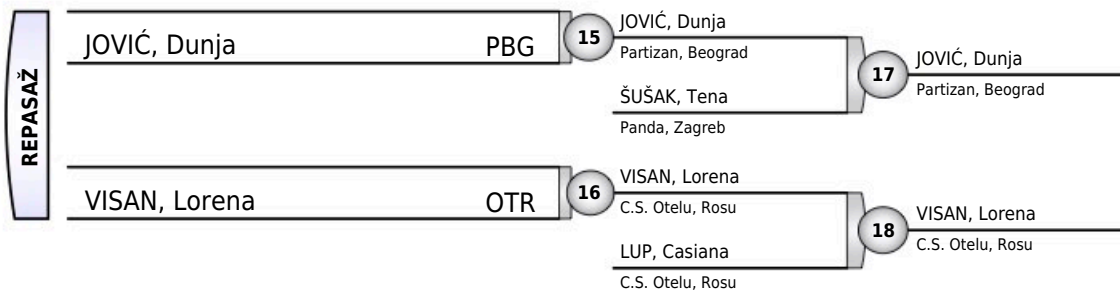 REPASAŽ
JOVIĆ, Dunja PBG
15
JOVIĆ, Dunja
Partizan, Beograd
ŠUŠAK, Tena
Panda, Zagreb
17
JOVIĆ, Dunja
Partizan, Beograd
VISAN, Lorena OTR
16
VISAN, Lorena
C.S. Otelu, Rosu
LUP, Casiana
C.S. Otelu, Rosu
18
VISAN, Lorena
C.S. Otelu, Rosu